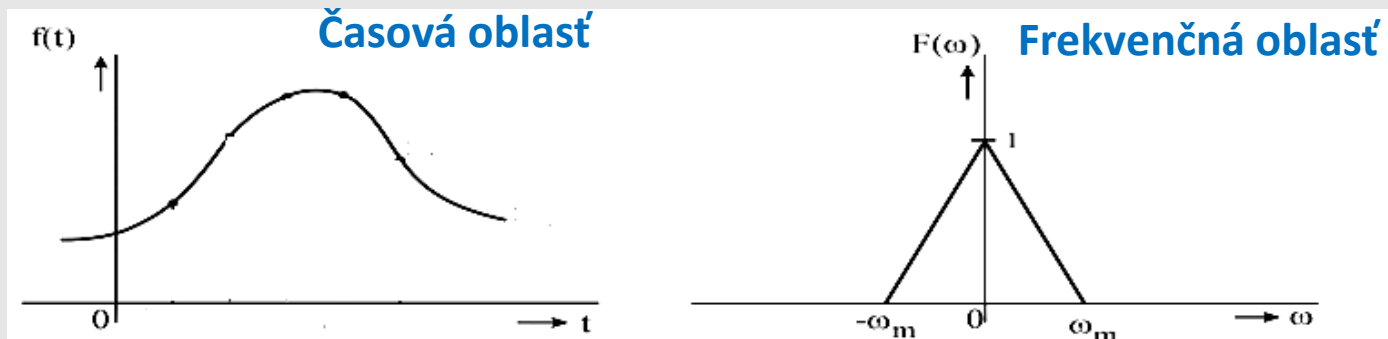 Časová oblasť
f(t)
0
t
Frekvenčná oblasť
F(ω)
1
-ωm
0
ωm
ω